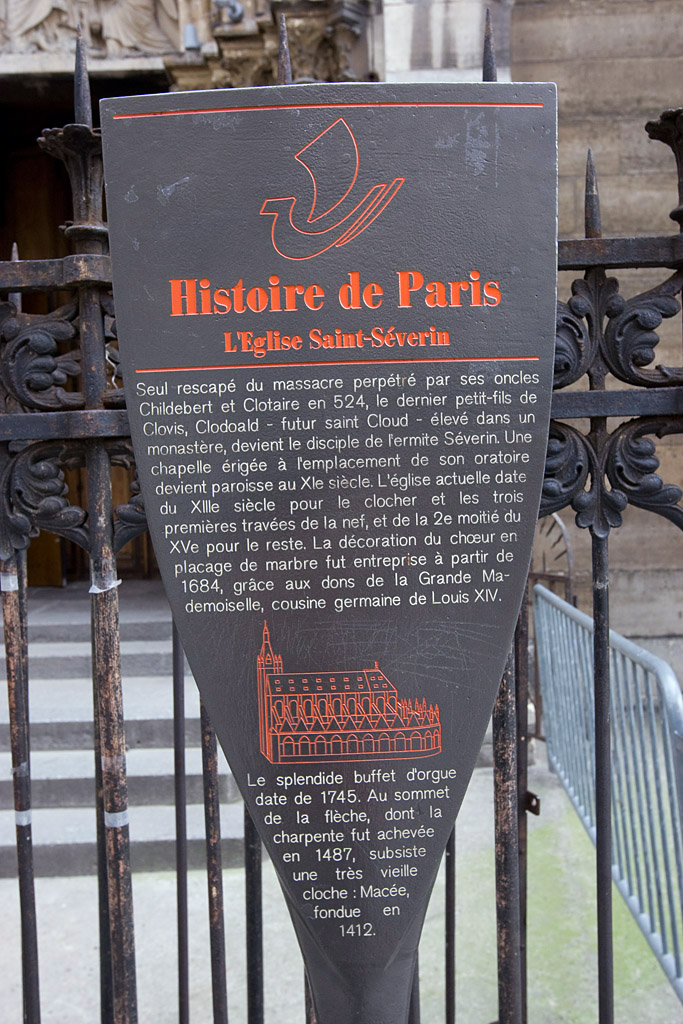 Histoire de Paris
L'Eglise Saint-Séverin
Seul rescapé du massacre perpétré par ses oncles
Childebert et Clotaire en 524, le dernier petit-fils de
Clovis, Clodoald - futur saint Cloud - élevé dans un
monastère, devient le disciple de l'ermite Séverin. Une
chapelle érigée à l'emplacement de son oratoire
devient paroisse au XIe siècle. L'église actuelle date
du XIIIe siècle pour le clocher et les trois
premières travées de la nef, et de la 2e moitié du
XVe pour le reste. La décoration du chœur en
placage de marbre fut entreprise à partir de
1684, grâce aux dons de la Grande Ma-
demoiselle, cousine germaine de Louis XIV.
Le splendide buffet d'orgue
date de 1745. Au sommet
de la flèche, dont la
charpente fut achevée
en 1487, subsiste
une très vieille
cloche : Macée,
fondue en
1412.